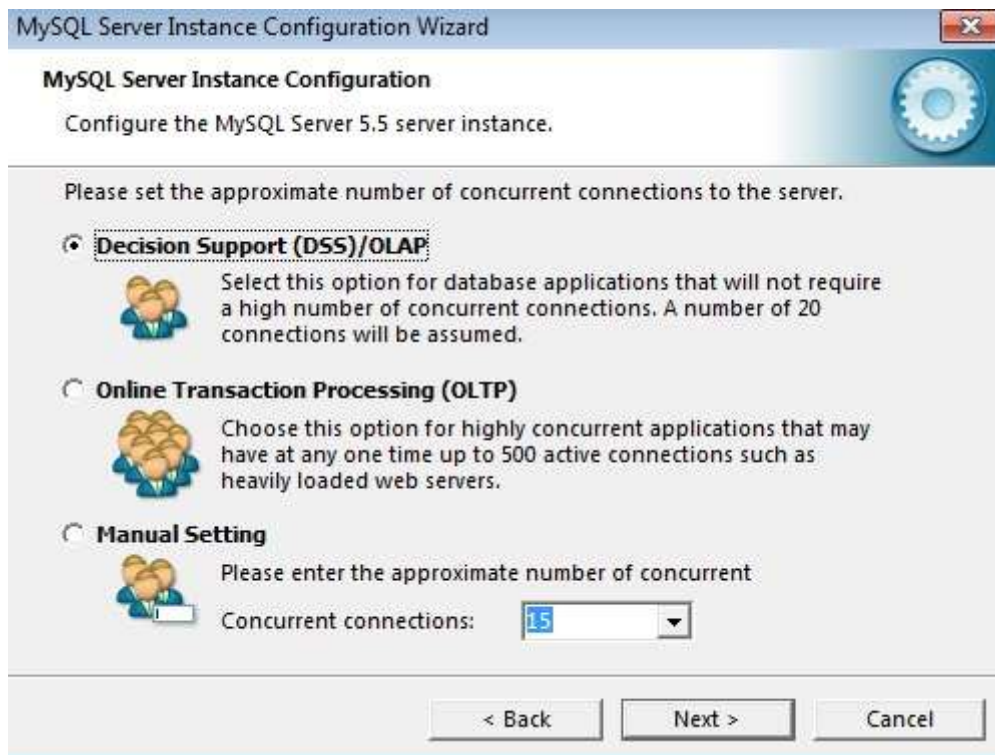 MySQL Server Instance Configuration Wizard
MySQL Server Instance Configuration
Configure the MySQL Server 5.5 server instance.
Please set the approximate number of concurrent connections to the server.
Decision Support (DSS)/OLAP
Select this option for database applications that will not require
a high number of concurrent connections. A number of 20
connections will be assumed.
Online Transaction Processing (OLTP)
Choose this option for highly concurrent applications that may
have at any one time up to 500 active connections such as
heavily loaded web servers.
Manual Setting
Please enter the approximate number of concurrent
Concurrent connections: 15
< Back Next > Cancel